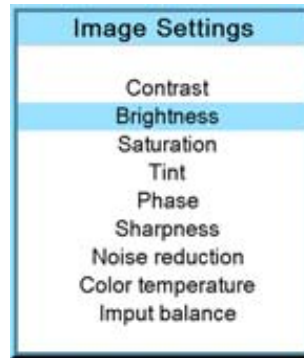 Image Settings
Contrast
Brightness
Saturation
Tint
Phase
Sharpness
Noise reduction
Color temperature
Imput balance